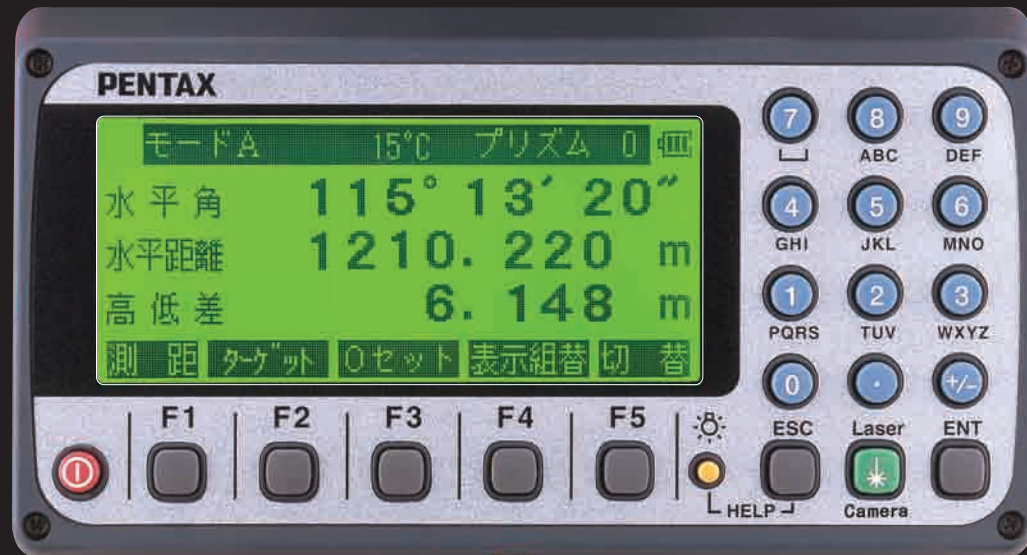 PENTAX
モードA 15℃ プリズム 0
水平角 115°13′20″
水平距離 1210.220 m
高低差 6.148 m
測距 ターゲット 0セット 表示組替 切替
F1 F2 F3 F4 F5
7 8 9
ABC DEF
4 5 6
GHI JKL MNO
1 2 3
PQRS TUV WXYZ
0 . +/-
ESC Laser ENT
HELP Camera